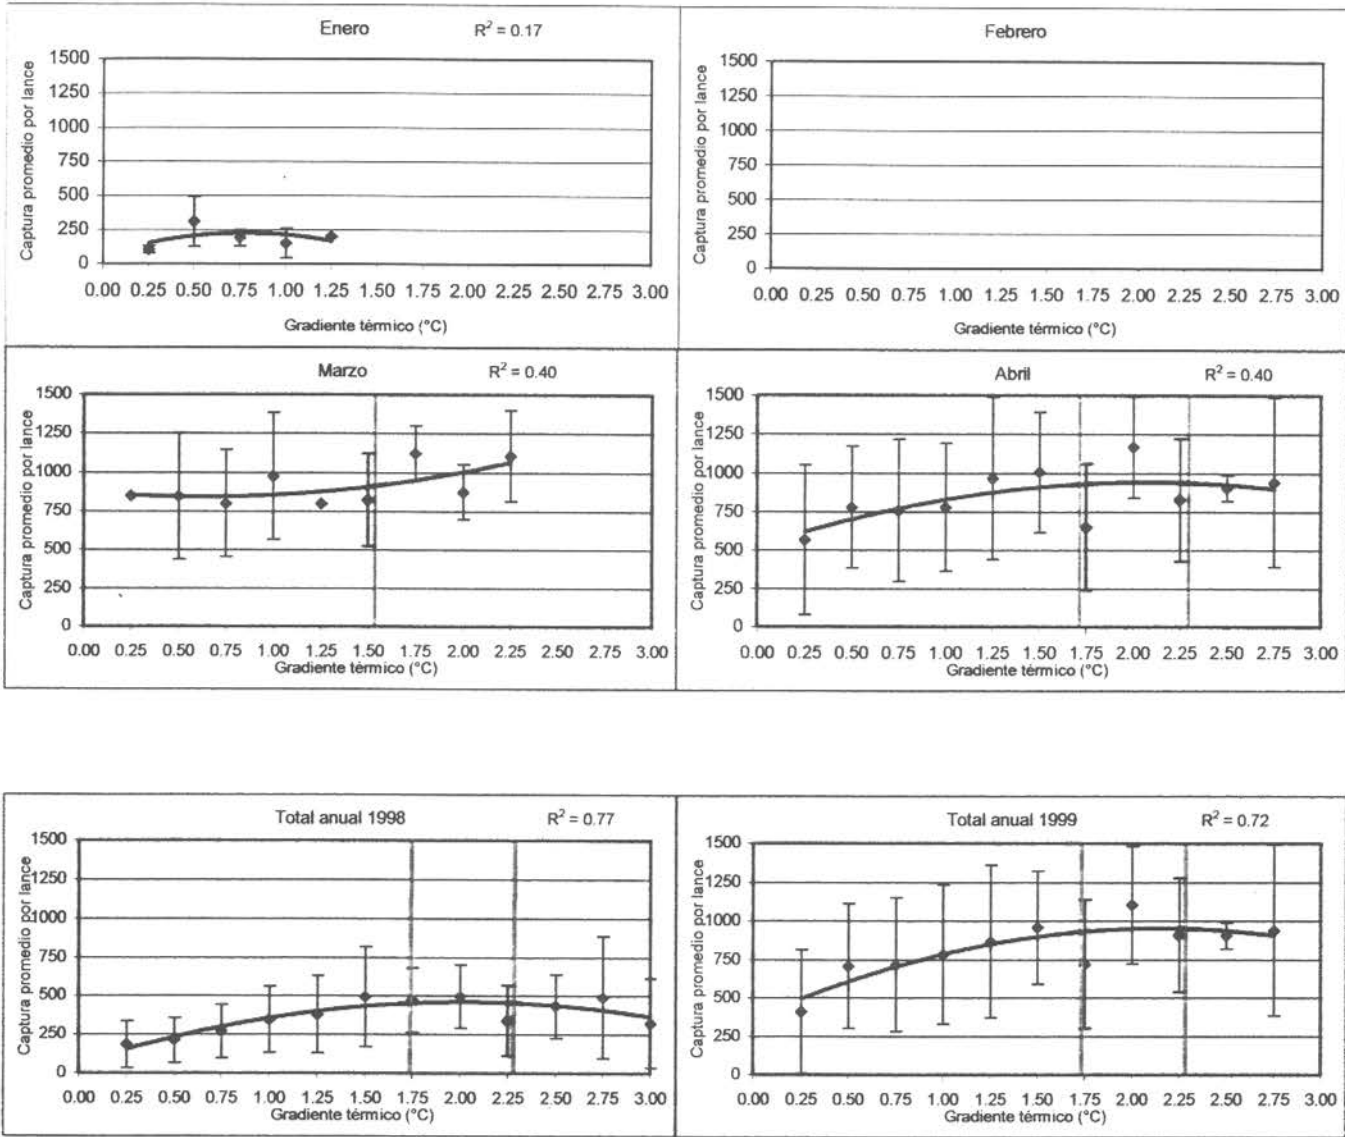 Enero R² = 0.17
Captura promedio por lance
1500
1250
1000
750
500
250
0
0.00 0.25 0.50 0.75 1.00 1.25 1.50 1.75 2.00 2.25 2.50 2.75 3.00
Gradiente térmico (°C)
Febrero
Captura promedio por lance
1500
1250
1000
750
500
250
0
0.00 0.25 0.50 0.75 1.00 1.25 1.50 1.75 2.00 2.25 2.50 2.75 3.00
Gradiente térmico (°C)
Marzo R² = 0.40
Captura promedio por lance
1500
1250
1000
750
500
250
0
0.00 0.25 0.50 0.75 1.00 1.25 1.50 1.75 2.00 2.25 2.50 2.75 3.00
Gradiente térmico (°C)
Abril R² = 0.40
Captura promedio por lance
1500
1250
1000
750
500
250
0
0.00 0.25 0.50 0.75 1.00 1.25 1.50 1.75 2.00 2.25 2.50 2.75 3.00
Gradiente térmico (°C)
Total anual 1998 R² = 0.77
Captura promedio por lance
1500
1250
1000
750
500
250
0
0.00 0.25 0.50 0.75 1.00 1.25 1.50 1.75 2.00 2.25 2.50 2.75 3.00
Gradiente térmico (°C)
Total anual 1999 R² = 0.72
Captura promedio por lance
1500
1250
1000
750
500
250
0
0.00 0.25 0.50 0.75 1.00 1.25 1.50 1.75 2.00 2.25 2.50 2.75 3.00
Gradiente térmico (°C)